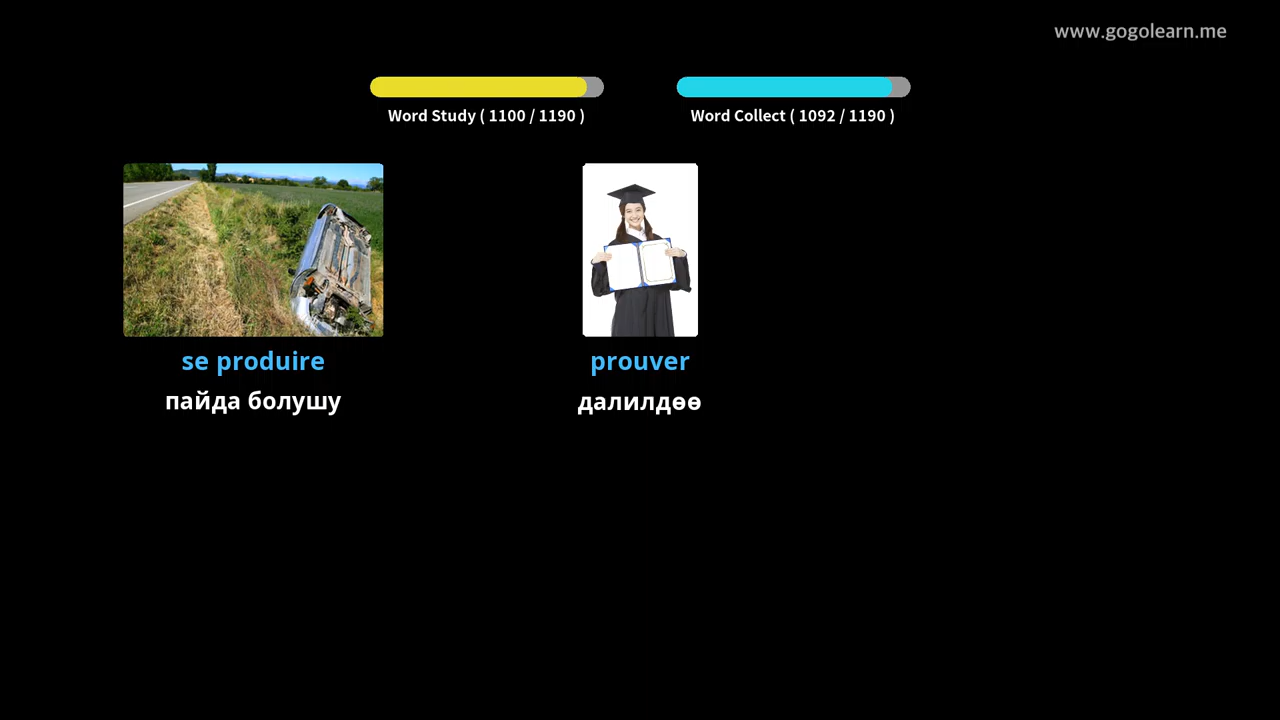 www.gogolearn.me
Word Study ( 1100 / 1190 )
Word Collect ( 1092 / 1190 )
se produire
пайда болушу
prouver
далилдөө